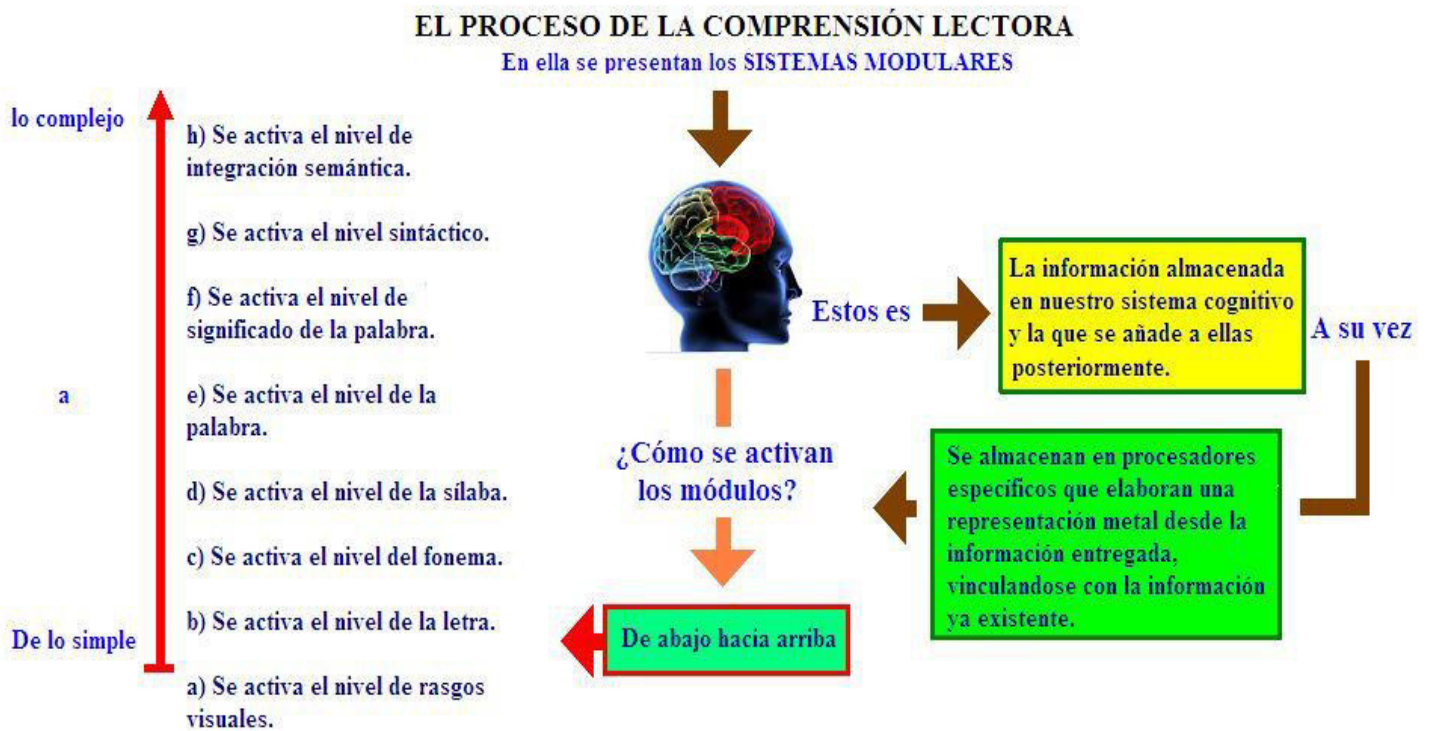 EL PROCESO DE LA COMPRENSIÓN LECTORA
En ella se presentan los SISTEMAS MODULARES
lo complejo
a
De lo simple
h) Se activa el nivel de
integración semántica.
g) Se activa el nivel sintáctico.
f) Se activa el nivel de
significado de la palabra.
e) Se activa el nivel de la
palabra.
d) Se activa el nivel de la sílaba.
c) Se activa el nivel del fonema.
b) Se activa el nivel de la letra.
a) Se activa el nivel de rasgos
visuales.
Estos es
La información almacenada
en nuestro sistema cognitivo
y la que se añade a ellas
posteriormente.
A su vez
Se almacenan en procesadores
específicos que elaboran una
representación metal desde la
información entregada,
vinculandose con la información
ya existente.
¿Cómo se activan
los módulos?
De abajo hacia arriba